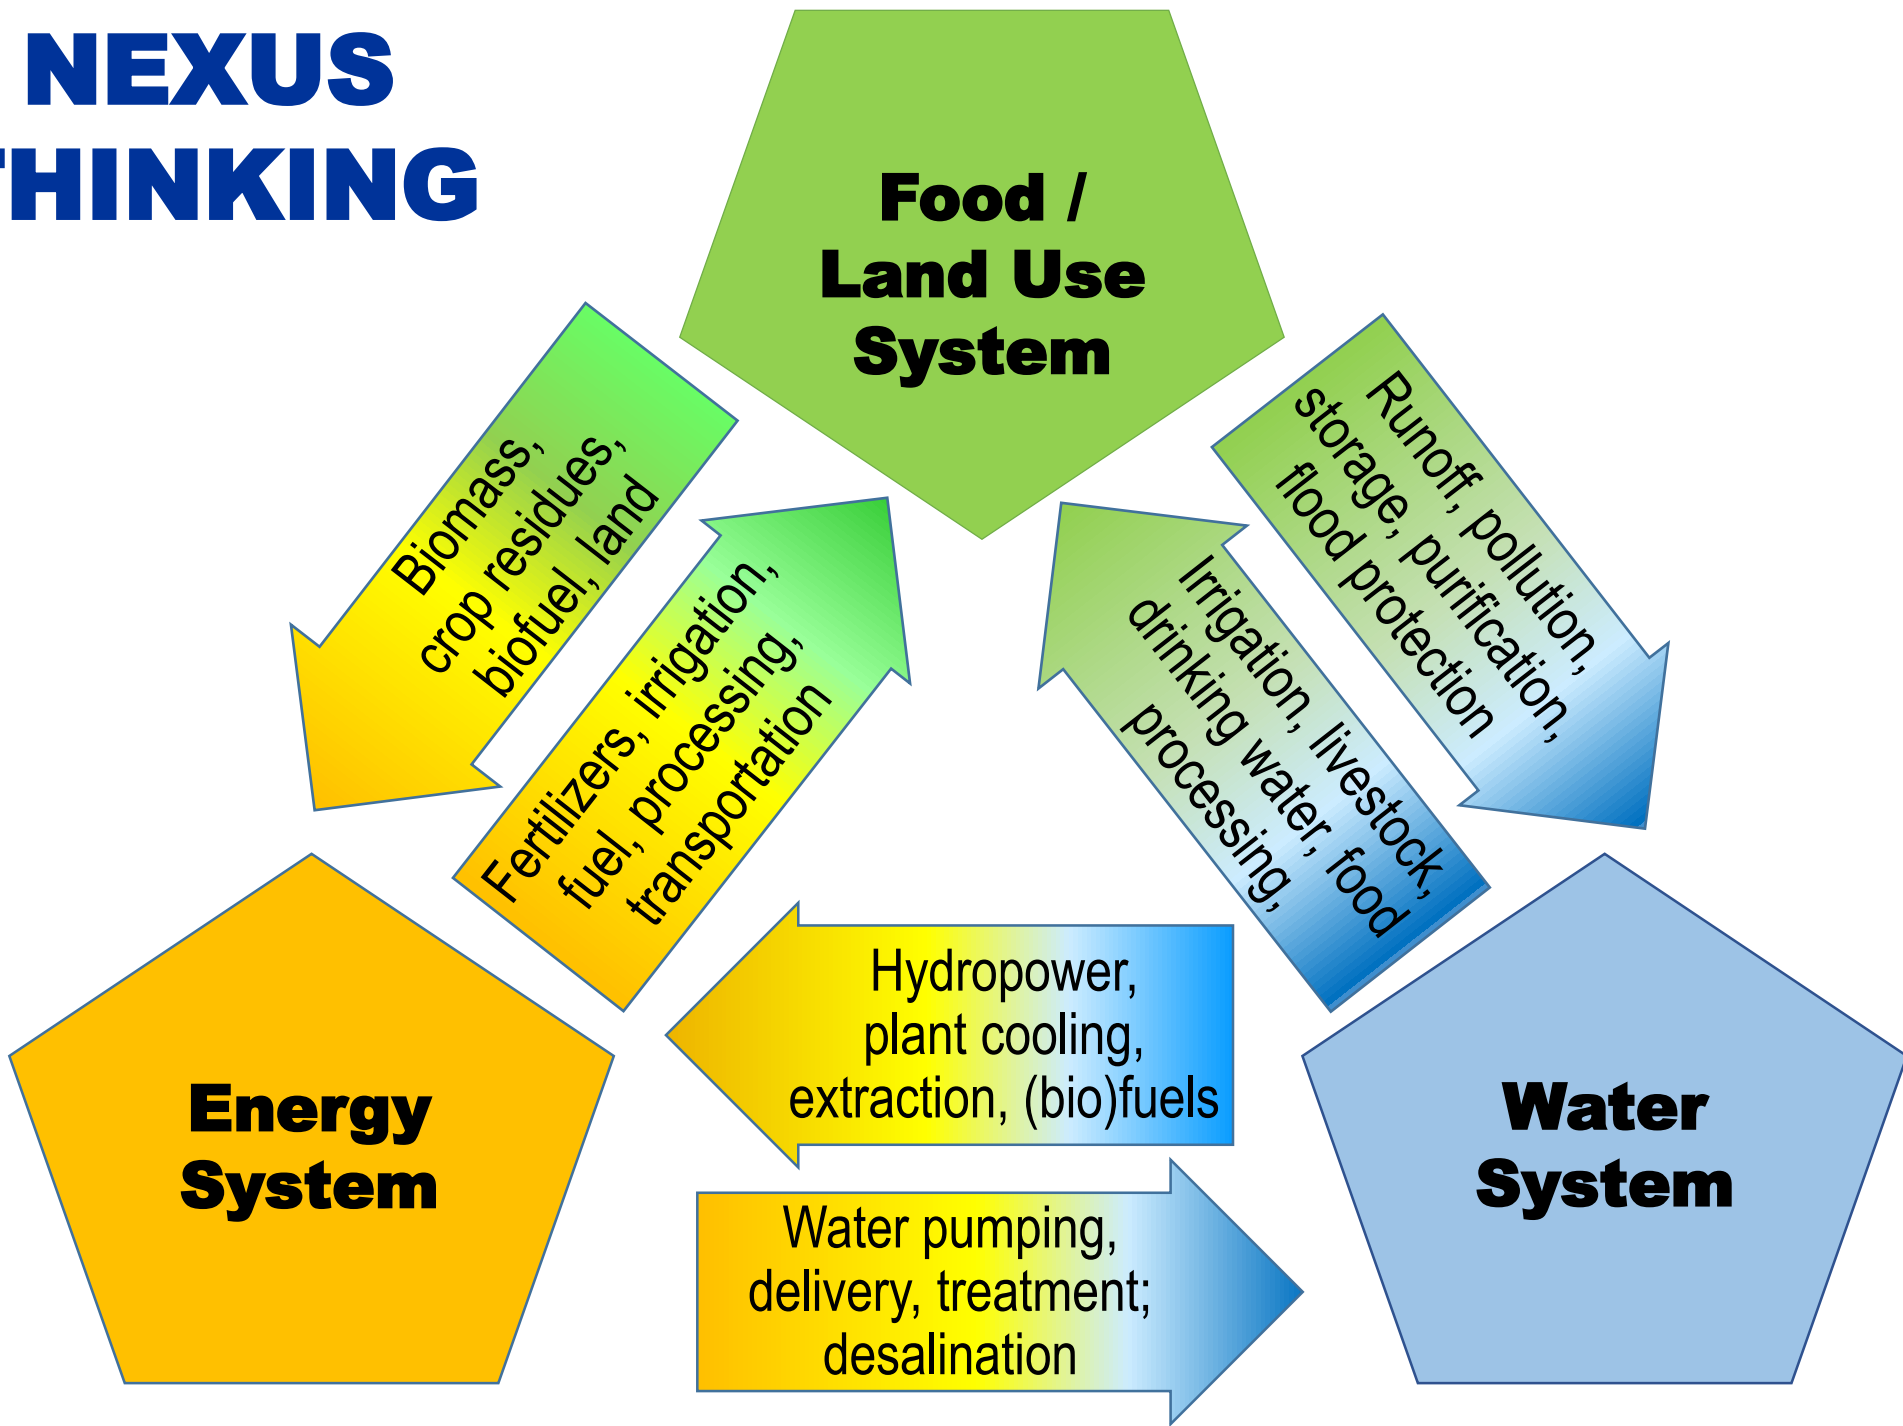 NEXUS
THINKING
Food /
Land Use
System
Biomass,
crop residues,
biofuel, land
Fertilizers, irrigation,
fuel, processing,
transportation
Runoff, pollution,
storage, purification,
flood protection
Irrigation, livestock,
drinking water, food
processing,
Hydropower,
plant cooling,
extraction, (bio)fuels
Energy
System
Water
System
Water pumping,
delivery, treatment;
desalination